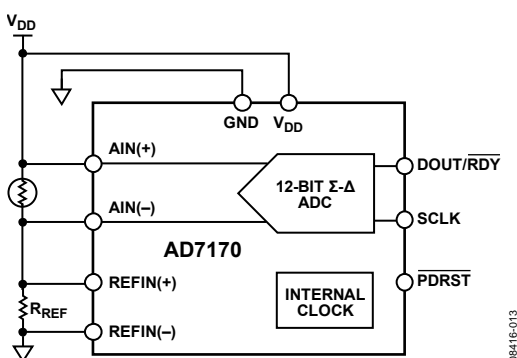 VDD
GND
VDD
AIN(+)
DOUT/RDY
12-BIT Σ-Δ
ADC
AIN(–)
SCLK
AD7170
REFIN(+)
PDRST
INTERNAL
CLOCK
RREF
REFIN(–)
08416-013